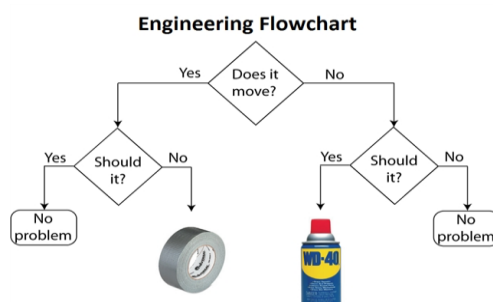 Engineering Flowchart
Yes
Does it
move?
No
Yes
Should
it?
No
Yes
Should
it?
No
No
problem
WD-40
No
problem